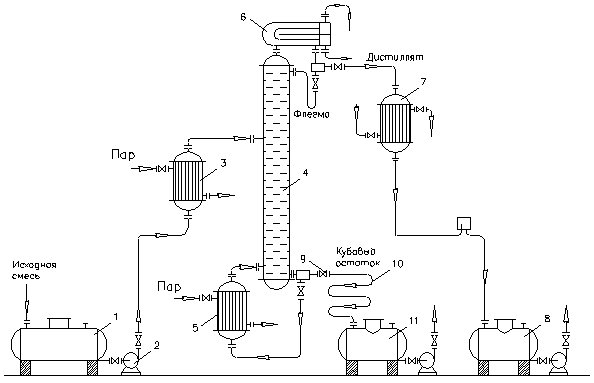 6
Дистиллят
7
Флегма
Пар
3
4
Исходная
смесь
9
Кубовый
остаток
10
Пар
5
1
2
11
8